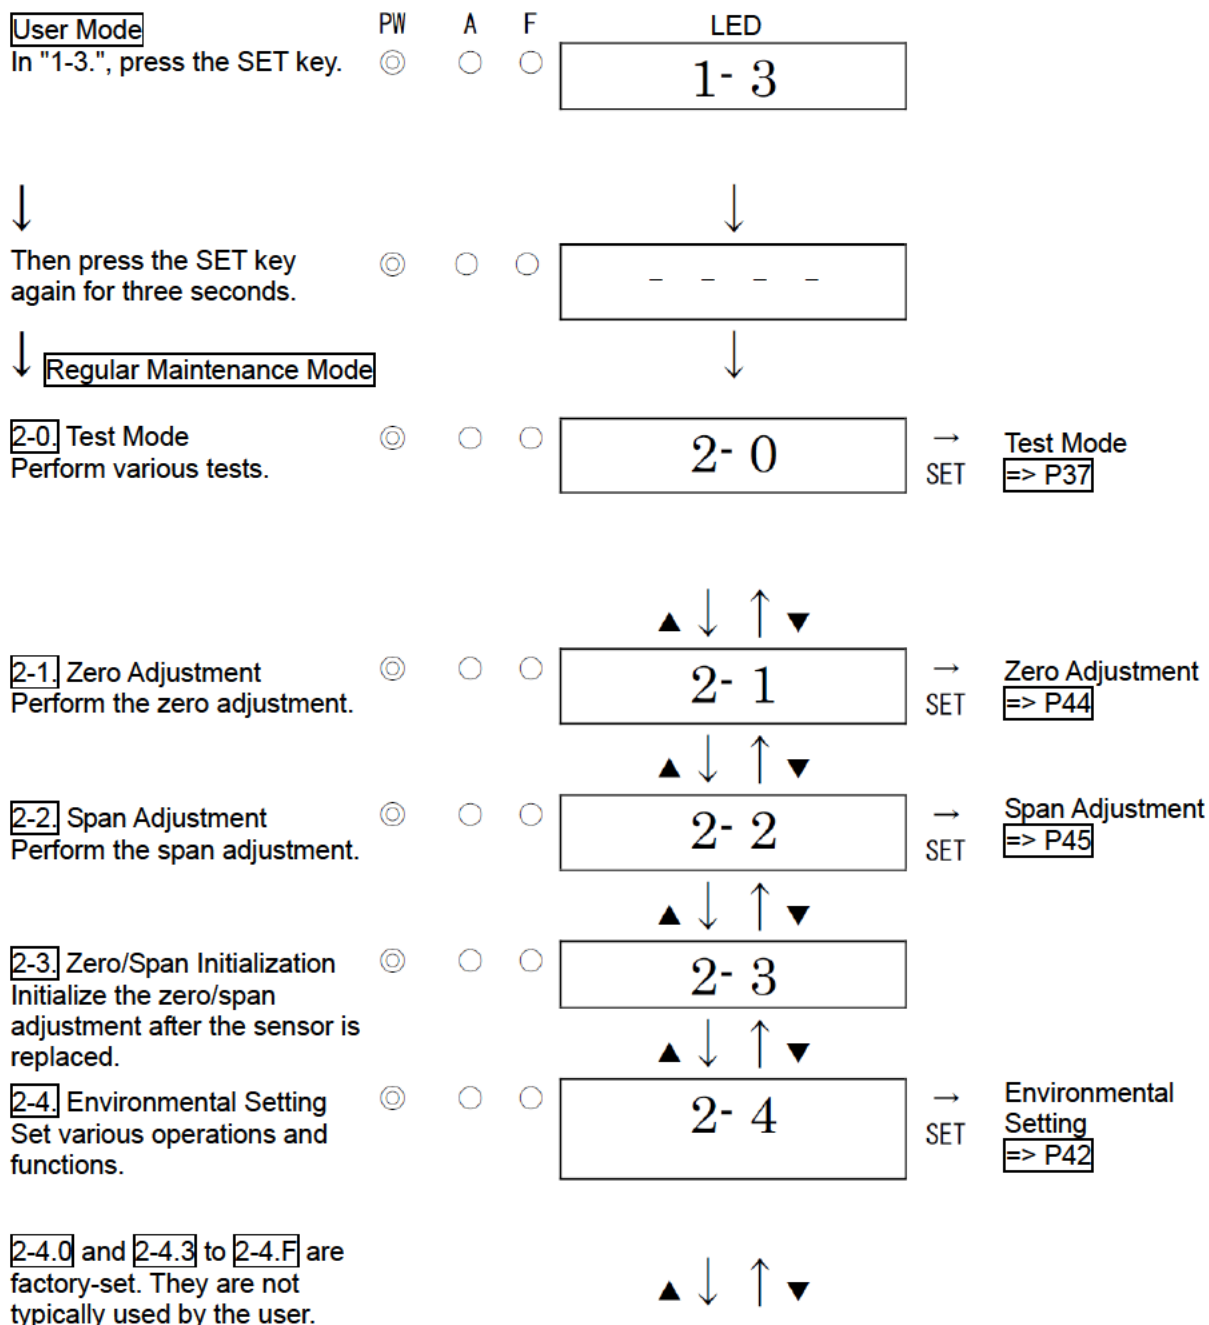 User Mode PW A F LED
In "1-3.", press the SET key. ◎ ○ ○ 1- 3
↓ ↓
Then press the SET key ◎ ○ ○ - - - -
again for three seconds.
↓ Regular Maintenance Mode ↓
2-0. Test Mode ◎ ○ ○ 2- 0 → Test Mode
Perform various tests. SET => P37
▲ ↓ ↑ ▼
2-1. Zero Adjustment ◎ ○ ○ 2- 1 → Zero Adjustment
Perform the zero adjustment. SET => P44
▲ ↓ ↑ ▼
2-2. Span Adjustment ◎ ○ ○ 2- 2 → Span Adjustment
Perform the span adjustment. SET => P45
▲ ↓ ↑ ▼
2-3. Zero/Span Initialization ◎ ○ ○ 2- 3
Initialize the zero/span
adjustment after the sensor is
replaced.
▲ ↓ ↑ ▼
2-4. Environmental Setting ◎ ○ ○ 2- 4 → Environmental
Set various operations and SET Setting
functions. => P42
2-4.0 and 2-4.3 to 2-4.F are
factory-set. They are not ▲ ↓ ↑ ▼
typically used by the user.